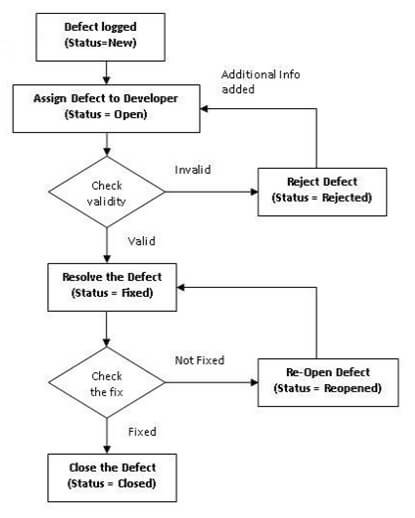 Defect logged
(Status=New)
Additional Info
added
Assign Defect to Developer
(Status = Open)
Check
validity
Invalid
Reject Defect
(Status = Rejected)
Valid
Resolve the Defect
(Status = Fixed)
Check
the fix
Not Fixed
Re-Open Defect
(Status = Reopened)
Fixed
Close the Defect
(Status = Closed)